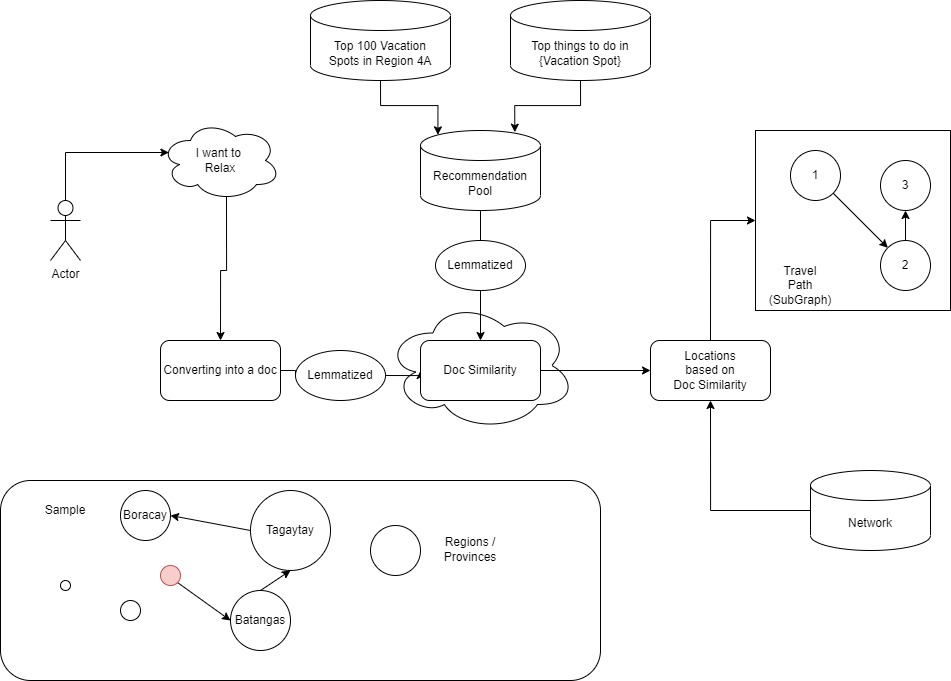 Top 100 Vacation
Spots in Region 4A
Top things to do in
{Vacation Spot}
I want to
Relax
Recommendation
Pool
Actor
Lemmatized
1
3
2
Travel
Path
(SubGraph)
Converting into a doc
Lemmatized
Doc Similarity
Locations
based on
Doc Similarity
Network
Sample
Boracay
Tagaytay
Regions /
Provinces
Batangas